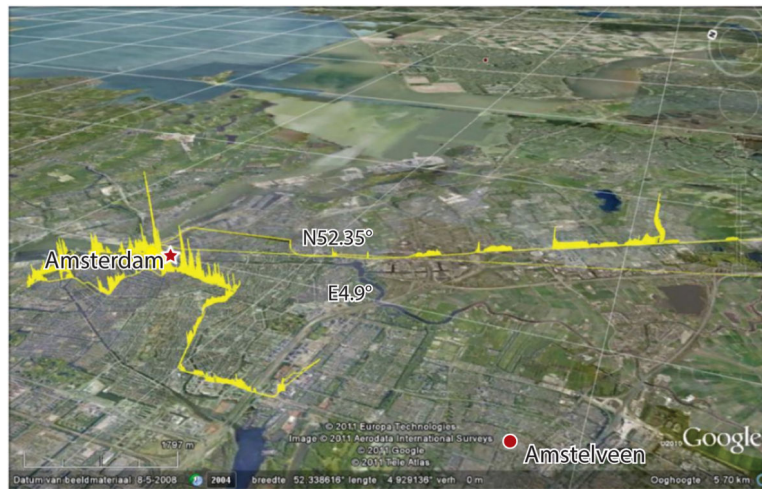 N52.35°
Amsterdam
E4.9°
1797 m
© 2011 Europa Technologies
Image © 2011 Aerodata International Surveys
© 2011 Google
© 2011 Tele Atlas
Amstelveen
©2010 Google
Datum van beeldmateriaal 8-5-2008 2004 breedte 52.338616° lengte 4.929136° verh 0 m Ooghoogte 5.70 km